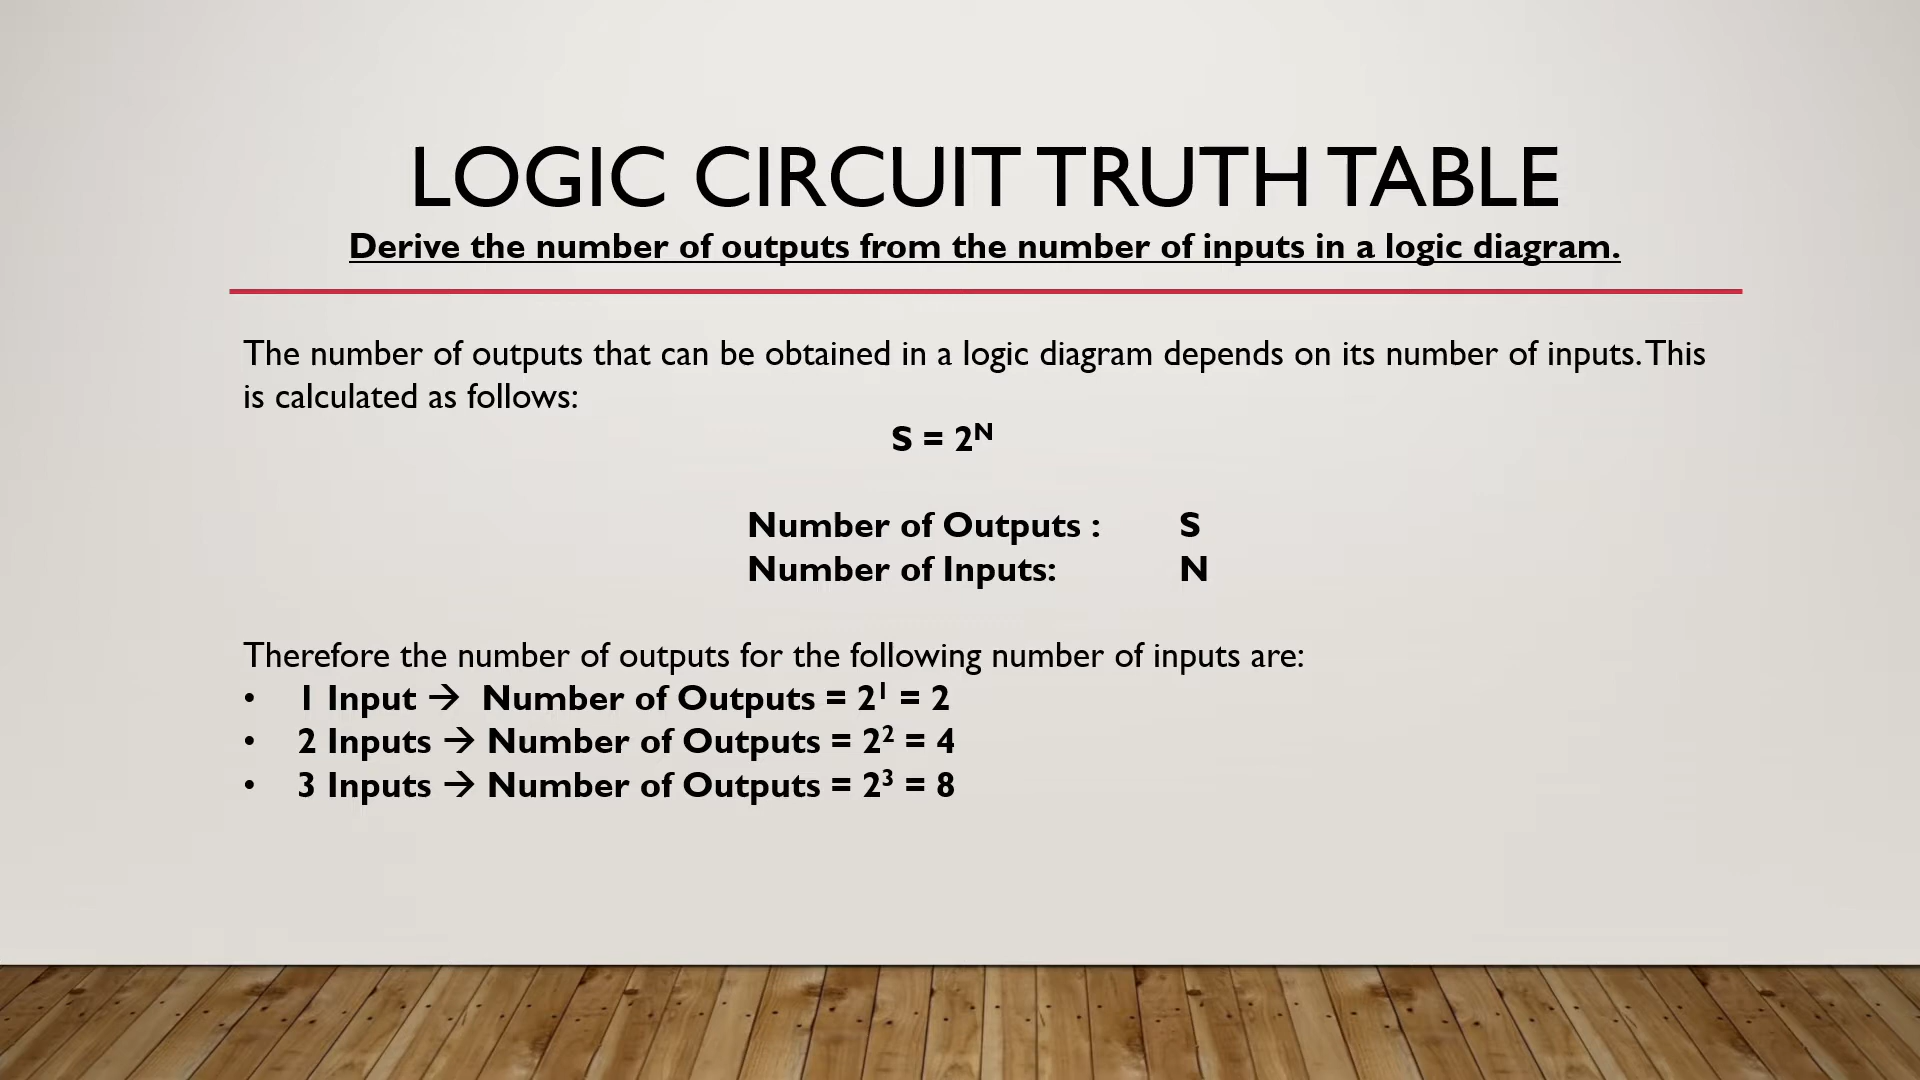 LOGIC CIRCUIT TRUTH TABLE
Derive the number of outputs from the number of inputs in a logic diagram.
The number of outputs that can be obtained in a logic diagram depends on its number of inputs. This
is calculated as follows:
S = 2ᴺ
Number of Outputs : S
Number of Inputs: N
Therefore the number of outputs for the following number of inputs are:
• 1 Input → Number of Outputs = 2¹ = 2
• 2 Inputs → Number of Outputs = 2² = 4
• 3 Inputs → Number of Outputs = 2³ = 8